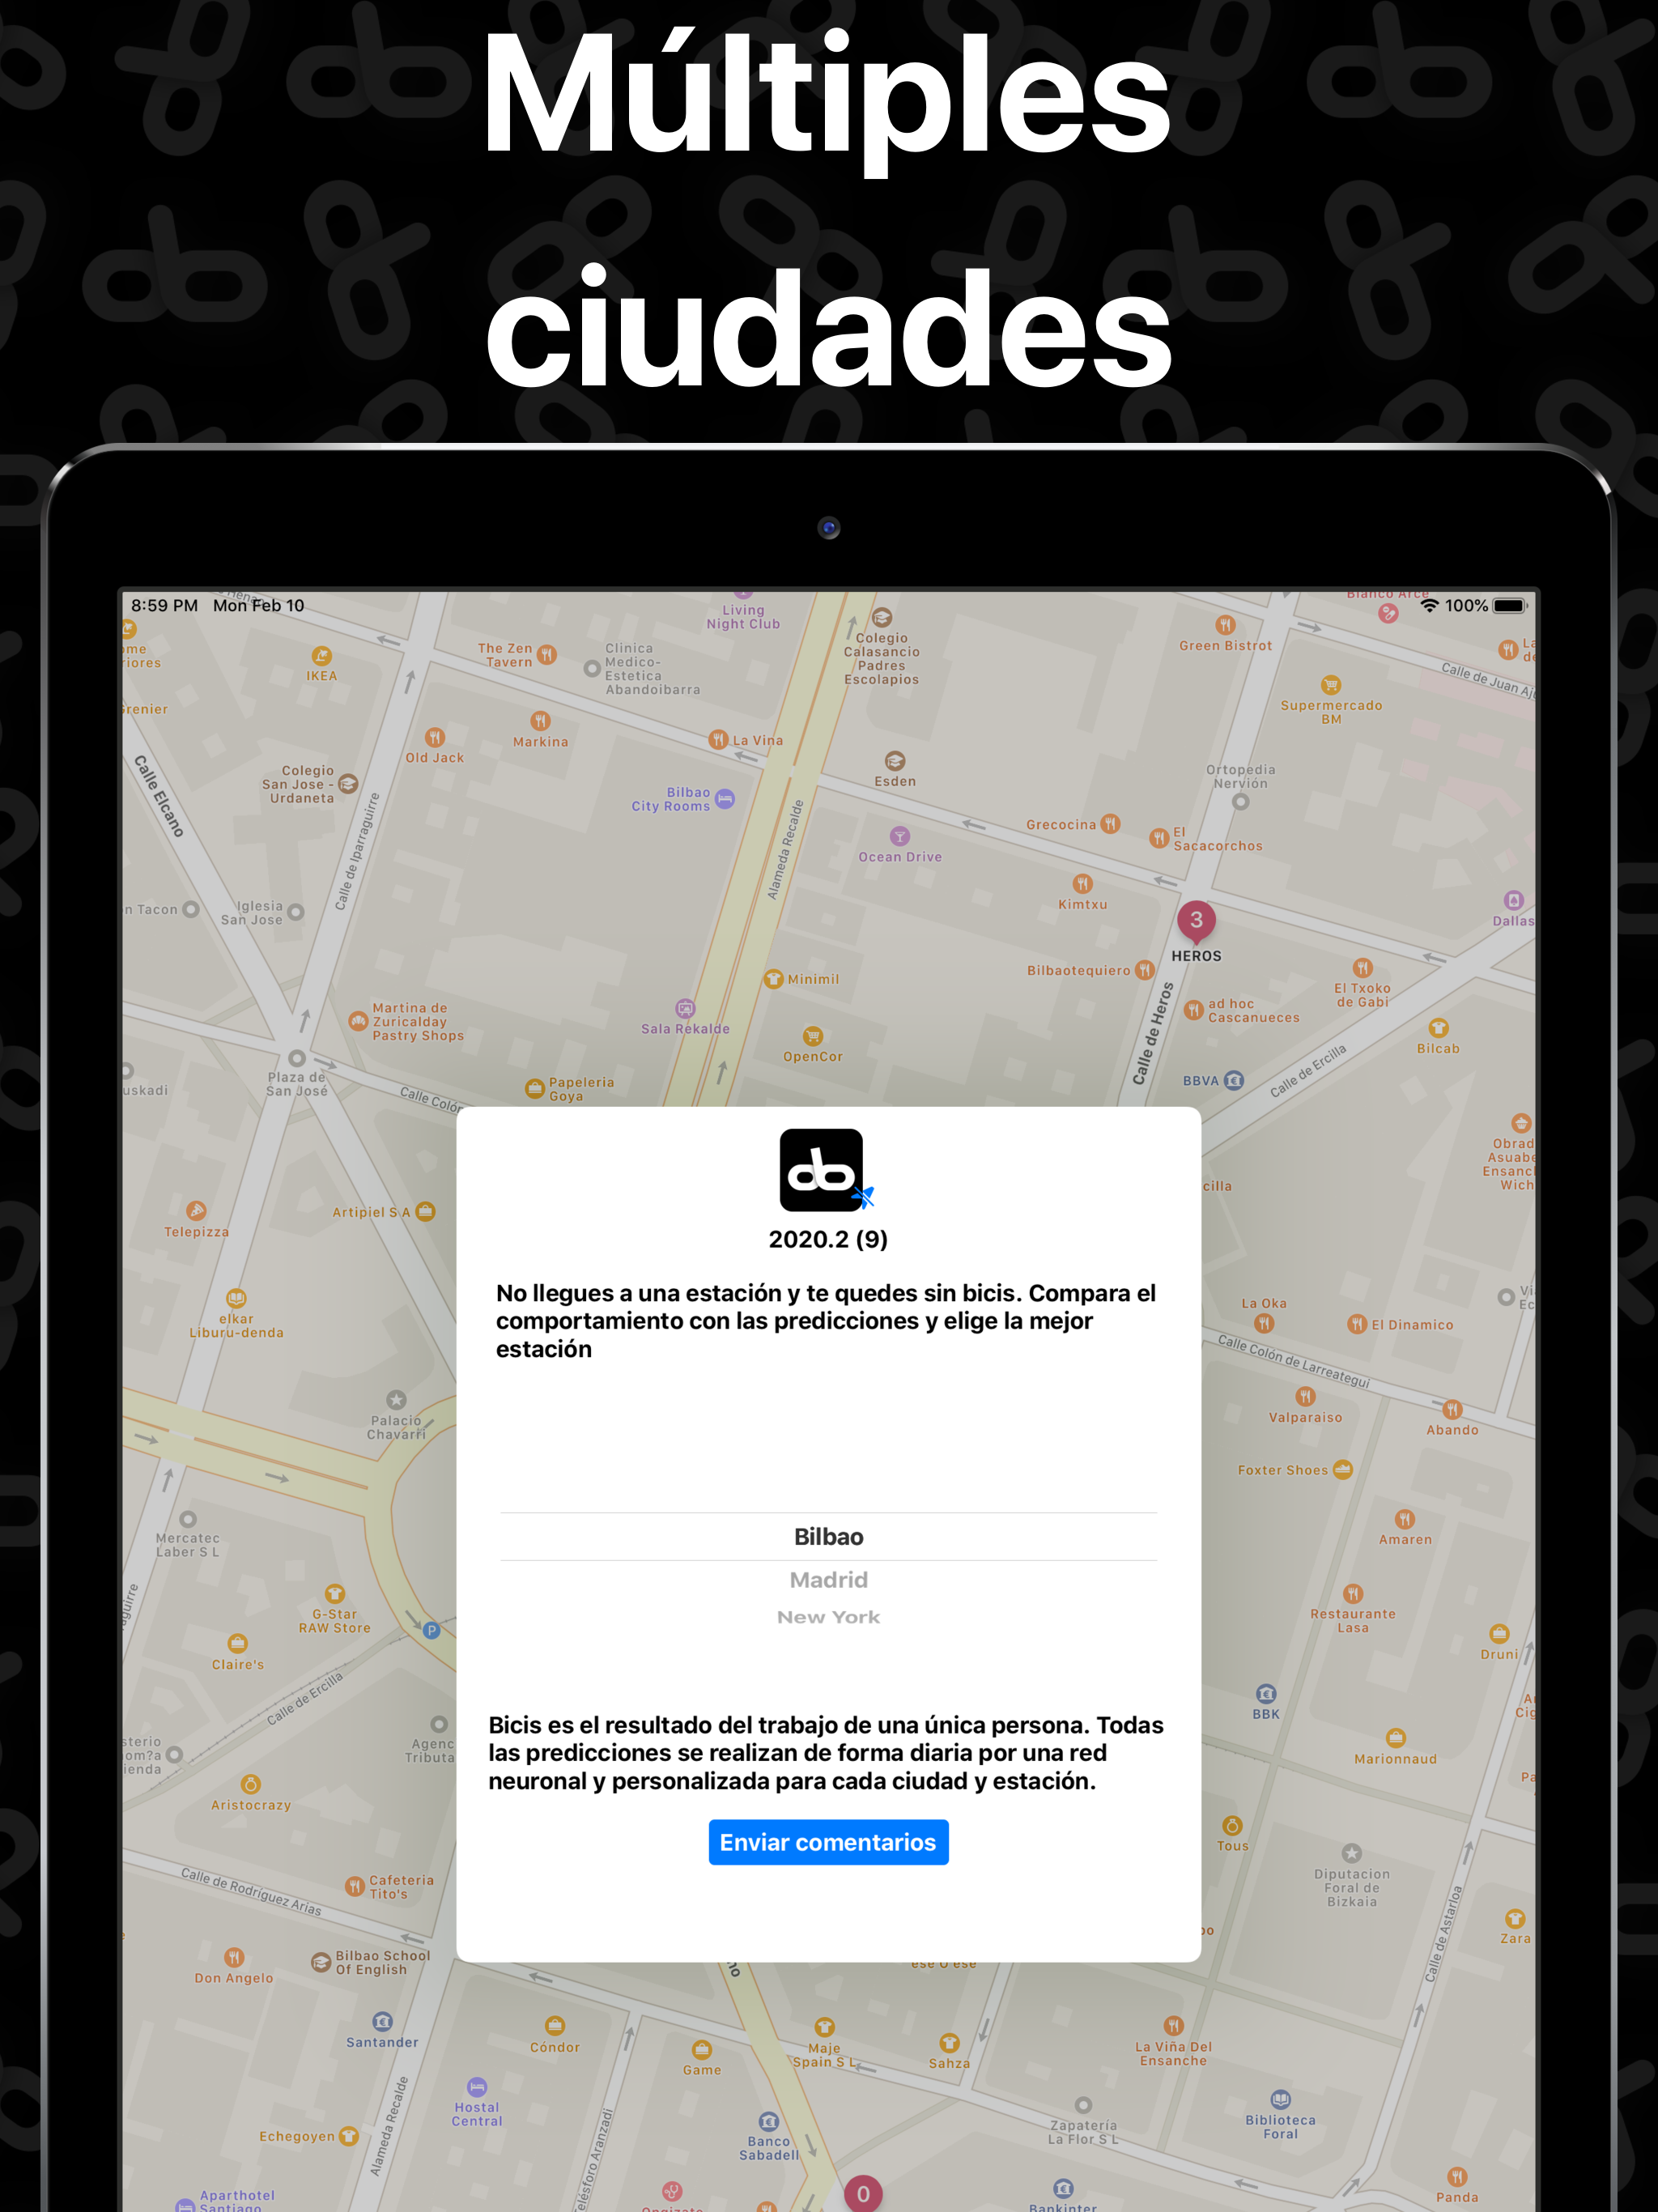 Múltiples
ciudades
8:59 PM Mon Feb 10
100%
Living
Night Club
Colegio
Calasancio
Padres
Escolapios
Green Bistrot
IKEA
The Zen
Tavern
Clinica
Medico-
Estetica
Abandoibarra
Supermercado
BM
Markina
Old Jack
La Vina
Calle Elcano
Colegio
San Jose -
Urdaneta
Bilbao
City Rooms
Esden
Ortopedia
Nervión
Calle de Iparraguirre
Alameda Recalde
Ocean Drive
Grecocina
El
Sacacorchos
Kimtxu
Iglesia
San Jose
3
HEROS
Dallas
Bilbaotequiero
Minimil
El Txoko
de Gabi
ad hoc
Cascanueces
Martina de
Zuricalday
Pastry Shops
Sala Rekalde
OpenCor
Calle de Heros
Bilcab
Plaza de
San José
Papeleria
Goya
BBVA
Calle de Ercilla
Telepizza
Artipiel S A
elkar
Liburu-denda
La Oka
El Dinamico
Calle Colón de Larreategui
Palacio
Chavarri
Valparaiso
Abando
Foxter Shoes
Mercatec
Laber S L
Amaren
G-Star
RAW Store
P
Restaurante
Lasa
Claire's
Druni
Calle de Ercilla
BBK
Marionnaud
Aristocrazy
Tous
Diputacion
Foral de
Bizkaia
Calle de Rodríguez Arias
Cafeteria
Tito's
Zara
Calle de Astarloa
Don Angelo
Bilbao School
Of English
db
2020.2 (9)
No llegues a una estación y te quedes sin bicis. Compara el
comportamiento con las predicciones y elige la mejor
estación
Bilbao
Madrid
New York
Bicis es el resultado del trabajo de una única persona. Todas
las predicciones se realizan de forma diaria por una red
neuronal y personalizada para cada ciudad y estación.
Enviar comentarios
Santander
Cóndor
Game
Maje
Spain S L
Sahza
La Viña Del
Ensanche
Hostal
Central
Zapatería
La Flor S L
Biblioteca
Foral
Echegoyen
Alameda Recalde
Banco
Sabadell
Aparthotel
Santiago
0
Bankinter
Panda